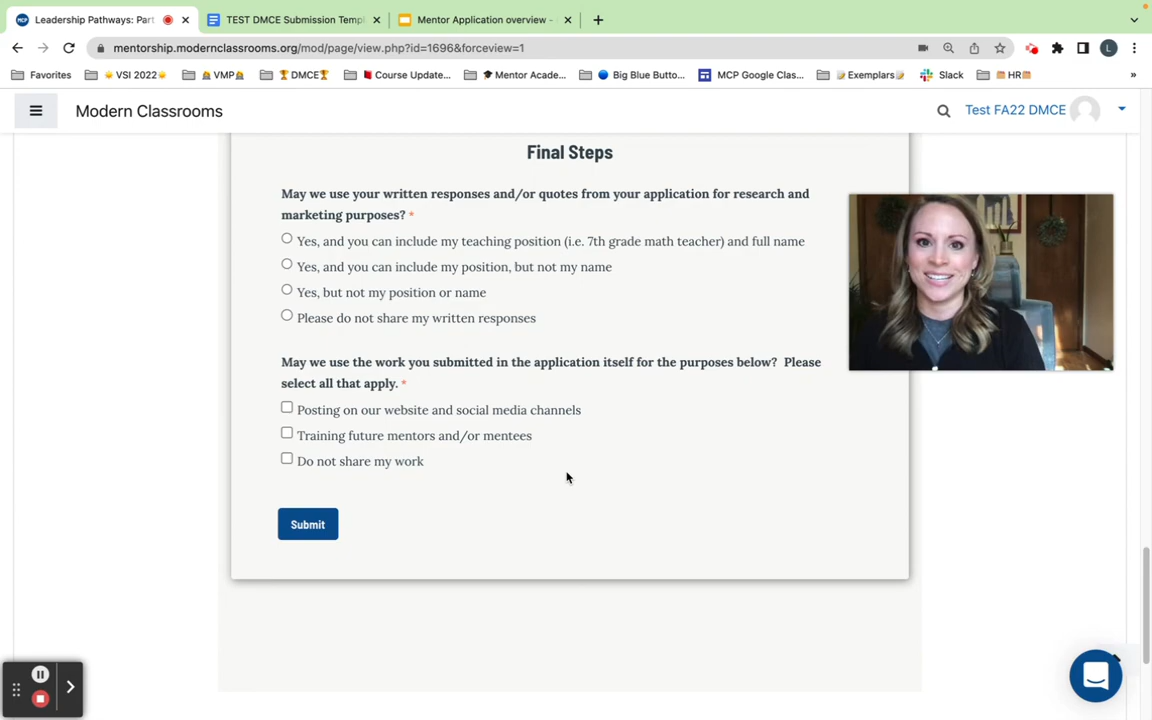 Leadership Pathways: Part
TEST DMCE Submission Templ
Mentor Application overview -
mentorship.modernclassrooms.org/mod/page/view.php?id=1696&forceview=1
L
Favorites
VSI 2022
VMP
DMCE
Course Update...
Mentor Acade...
Big Blue Butto...
MCP Google Clas...
Exemplars
Slack
HR
»
Modern Classrooms
Test FA22 DMCE
Final Steps
May we use your written responses and/or quotes from your application for research and
marketing purposes? *
Yes, and you can include my teaching position (i.e. 7th grade math teacher) and full name
Yes, and you can include my position, but not my name
Yes, but not my position or name
Please do not share my written responses
May we use the work you submitted in the application itself for the purposes below? Please
select all that apply. *
Posting on our website and social media channels
Training future mentors and/or mentees
Do not share my work
Submit